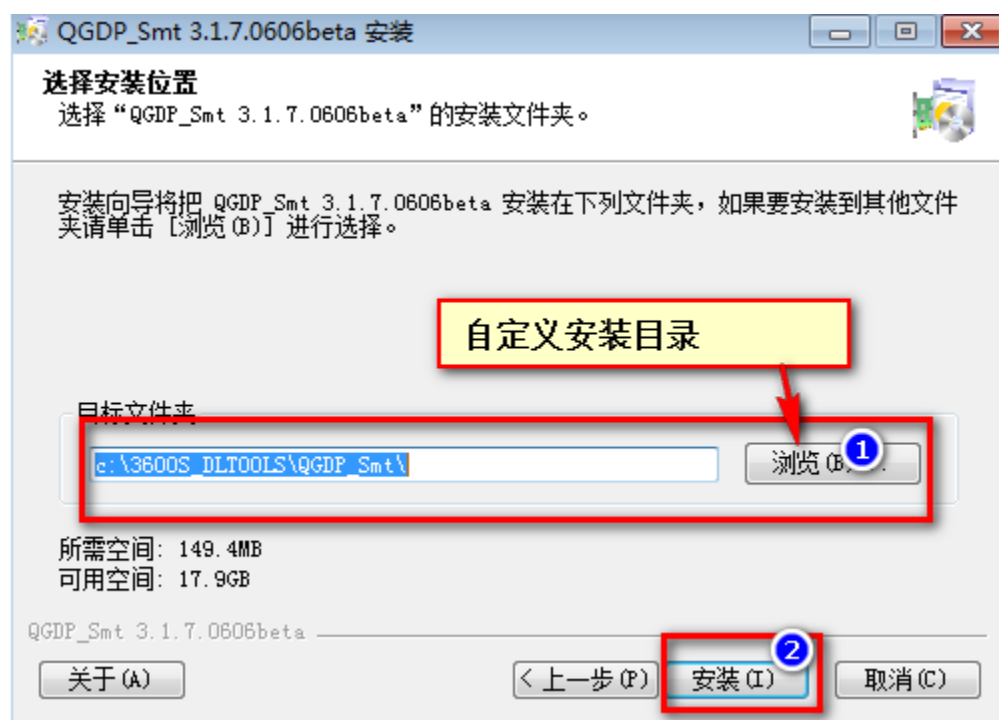 QGDP_Smt 3.1.7.0606beta 安装
选择安装位置
选择“QGDP_Smt 3.1.7.0606beta”的安装文件夹。
安装向导将把 QGDP_Smt 3.1.7.0606beta 安装在下列文件夹，如果要安装到其他文件
夹请单击 [浏览(B)] 进行选择。
自定义安装目录
目标文件夹
c:\360OS_DLTOOLS\QGDP_Smt\
浏览(B)
1
所需空间: 149.4MB
可用空间: 17.9GB
QGDP_Smt 3.1.7.0606beta
2
关于(A)
< 上一步(P)
安装(I)
取消(C)